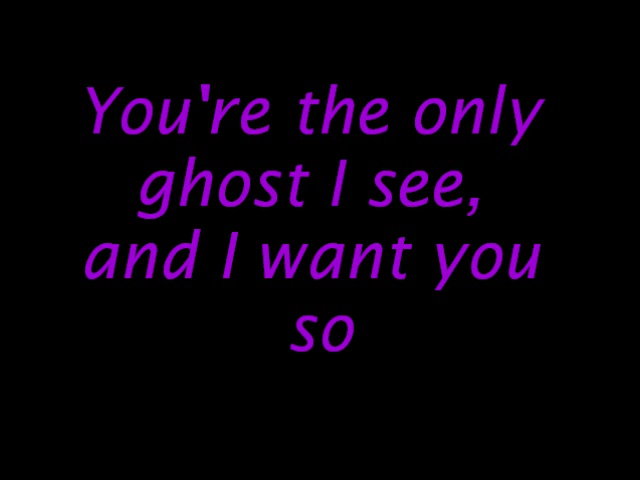 You're the only
ghost I see,
and I want you
so